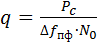 q = P_c / (Δf_пф · N_0)